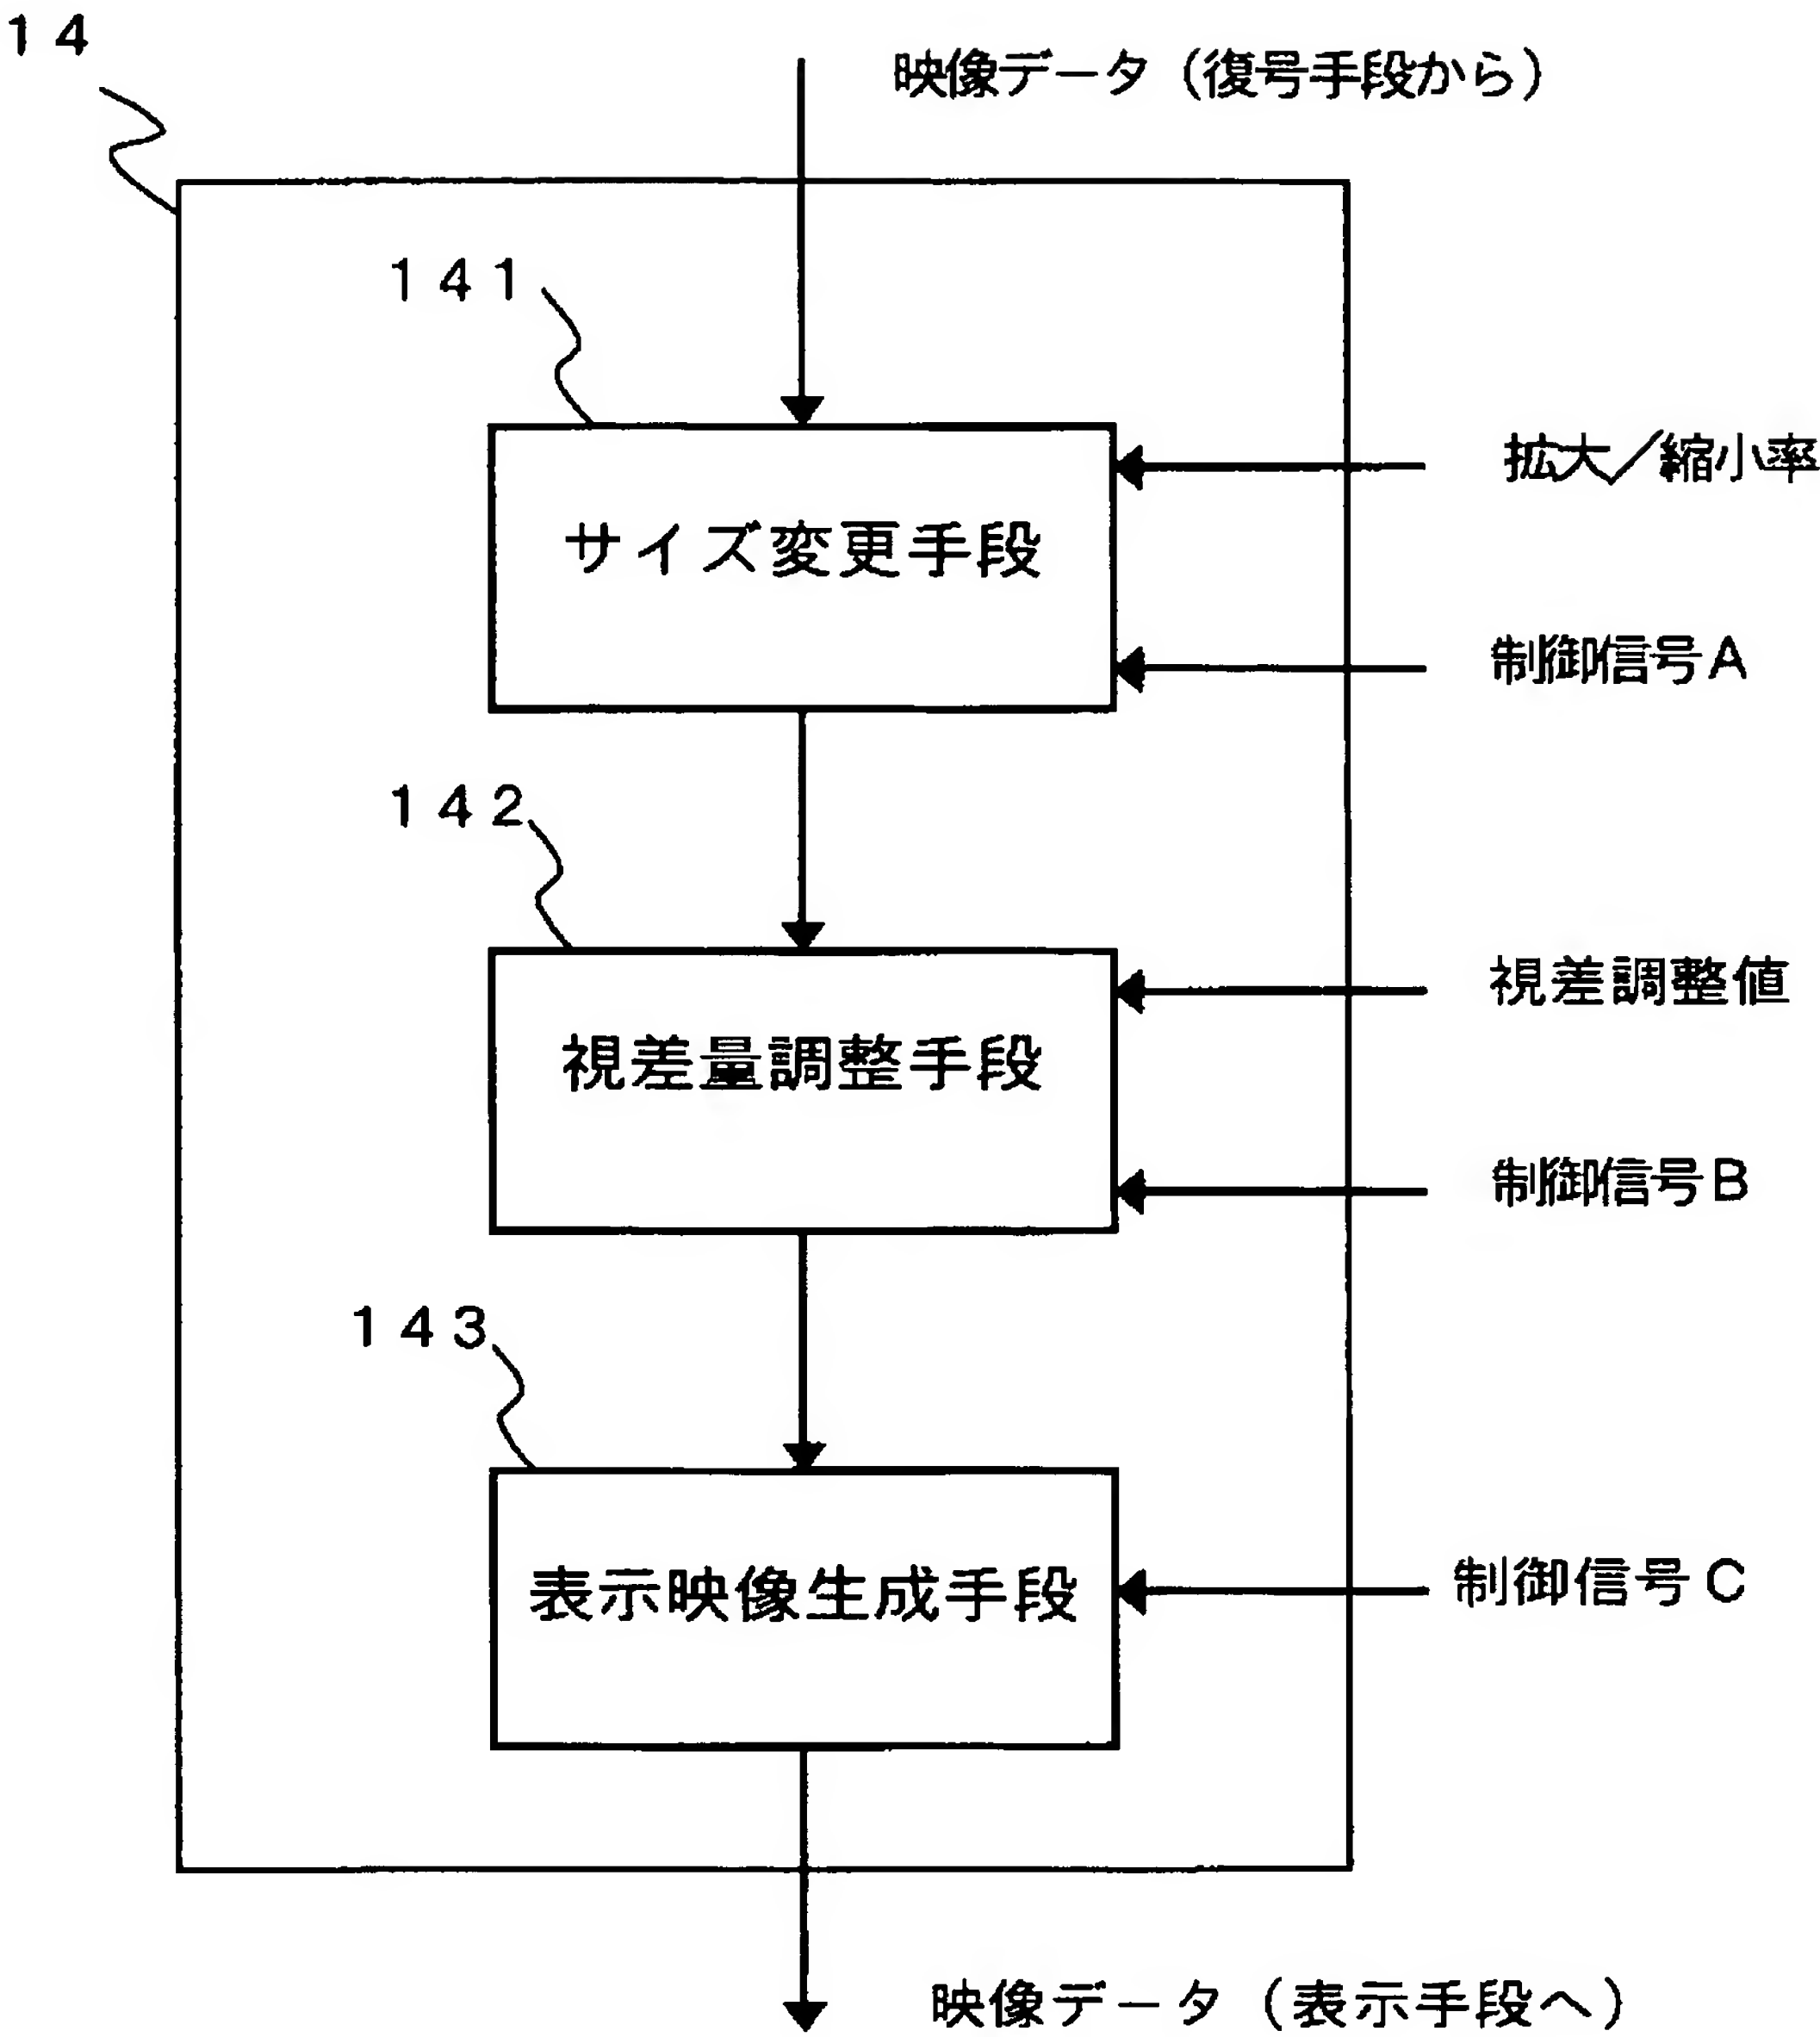 14
映像データ（復号手段から）
141
拡大／縮小率
サイズ変更手段
制御信号A
142
視差調整値
視差量調整手段
制御信号B
143
表示映像生成手段
制御信号C
映像データ（表示手段へ）